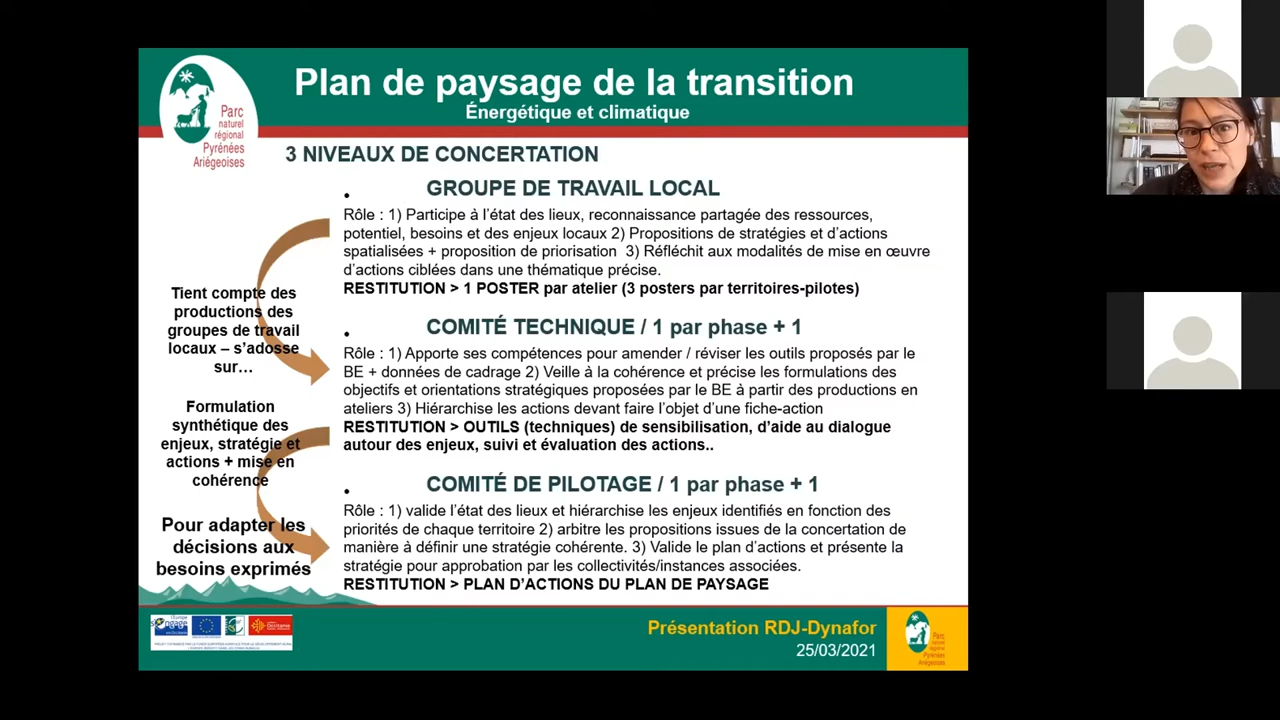 Plan de paysage de la transition
Énergétique et climatique
Parc
naturel
régional
Pyrénées
Ariégeoises
3 NIVEAUX DE CONCERTATION
• GROUPE DE TRAVAIL LOCAL
Rôle : 1) Participe à l’état des lieux, reconnaissance partagée des ressources,
potentiel, besoins et des enjeux locaux 2) Propositions de stratégies et d’actions
spatialisées + proposition de priorisation 3) Réfléchit aux modalités de mise en œuvre
d’actions ciblées dans une thématique précise.
RESTITUTION > 1 POSTER par atelier (3 posters par territoires-pilotes)
Tient compte des
productions des
groupes de travail
locaux – s’adosse
sur…
• COMITÉ TECHNIQUE / 1 par phase + 1
Rôle : 1) Apporte ses compétences pour amender / réviser les outils proposés par le
BE + données de cadrage 2) Veille à la cohérence et précise les formulations des
objectifs et orientations stratégiques proposées par le BE à partir des productions en
ateliers 3) Hiérarchise les actions devant faire l’objet d’une fiche-action
RESTITUTION > OUTILS (techniques) de sensibilisation, d’aide au dialogue
autour des enjeux, suivi et évaluation des actions..
Formulation
synthétique des
enjeux, stratégie et
actions + mise en
cohérence
• COMITÉ DE PILOTAGE / 1 par phase + 1
Rôle : 1) valide l’état des lieux et hiérarchise les enjeux identifiés en fonction des
priorités de chaque territoire 2) arbitre les propositions issues de la concertation de
manière à définir une stratégie cohérente. 3) Valide le plan d’actions et présente la
stratégie pour approbation par les collectivités/instances associées.
RESTITUTION > PLAN D’ACTIONS DU PLAN DE PAYSAGE
Pour adapter les
décisions aux
besoins exprimés
Présentation RDJ-Dynafor
25/03/2021
Parc
naturel
régional
Pyrénées
Ariégeoises